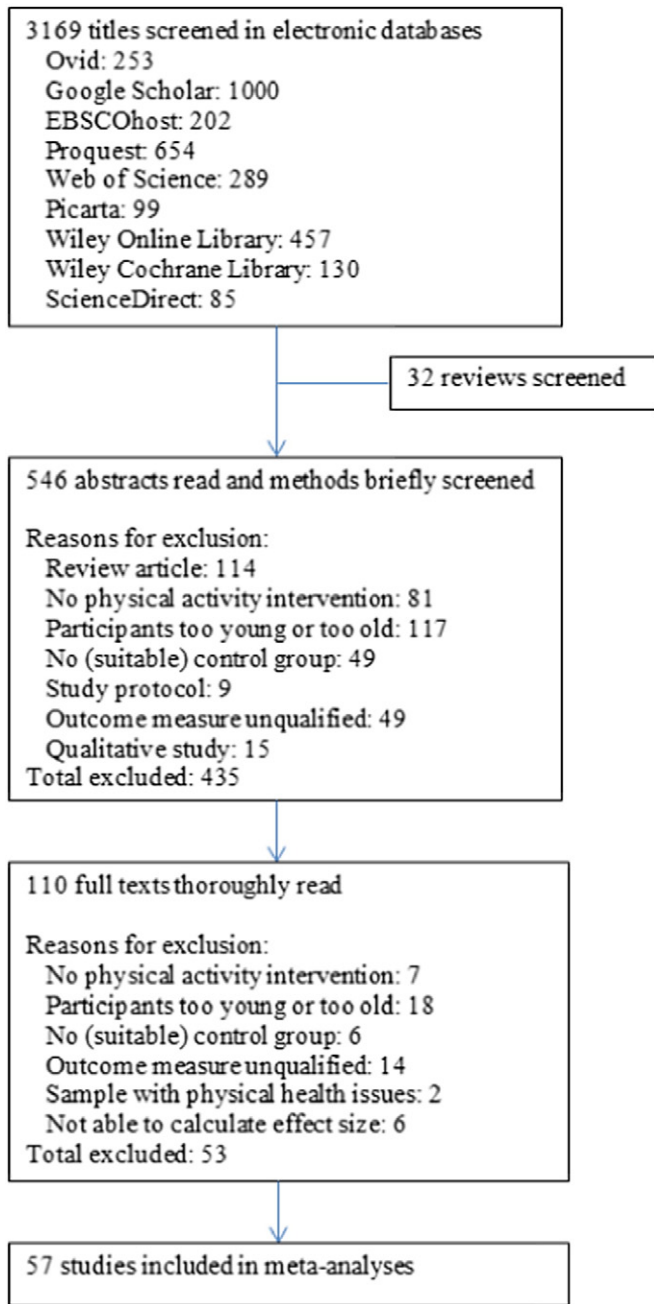 3169 titles screened in electronic databases
Ovid: 253
Google Scholar: 1000
EBSCOhost: 202
Proquest: 654
Web of Science: 289
Picarta: 99
Wiley Online Library: 457
Wiley Cochrane Library: 130
ScienceDirect: 85
32 reviews screened
546 abstracts read and methods briefly screened
Reasons for exclusion:
Review article: 114
No physical activity intervention: 81
Participants too young or too old: 117
No (suitable) control group: 49
Study protocol: 9
Outcome measure unqualified: 49
Qualitative study: 15
Total excluded: 435
110 full texts thoroughly read
Reasons for exclusion:
No physical activity intervention: 7
Participants too young or too old: 18
No (suitable) control group: 6
Outcome measure unqualified: 14
Sample with physical health issues: 2
Not able to calculate effect size: 6
Total excluded: 53
57 studies included in meta-analyses